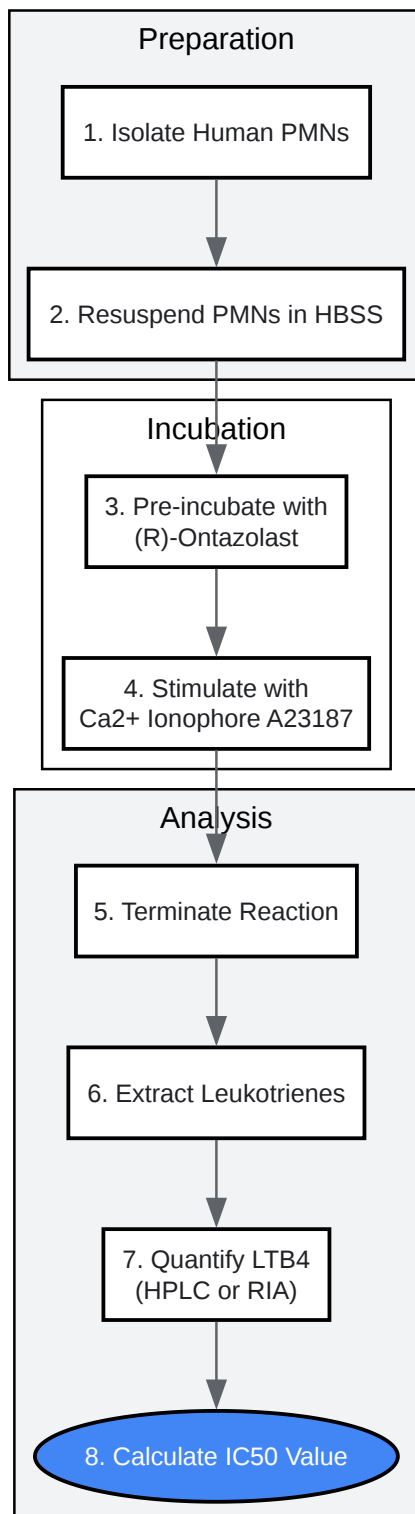 Preparation
1. Isolate Human PMNs
2. Resuspend PMNs in HBSS
Incubation
3. Pre-incubate with
(R)-Ontazolast
4. Stimulate with
Ca2+ Ionophore A23187
Analysis
5. Terminate Reaction
6. Extract Leukotrienes
7. Quantify LTB4
(HPLC or RIA)
8. Calculate IC50 Value